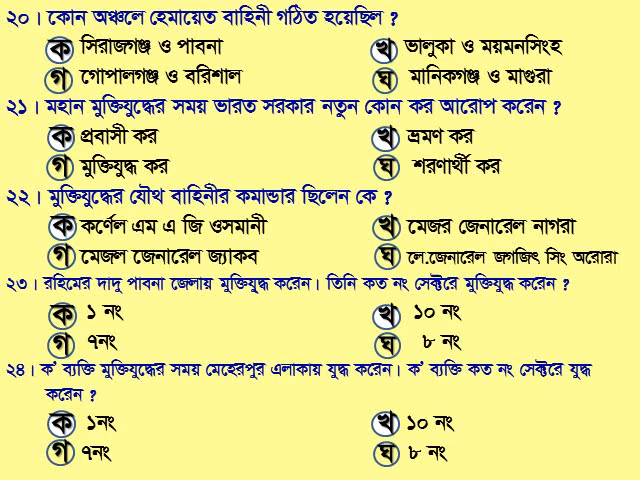 ২০। কোন অঞ্চলে হেমায়েত বাহিনী গঠিত হয়েছিল ?
ক সিরাজগঞ্জ ও পাবনা খ ভালুকা ও ময়মনসিংহ
গ গোপালগঞ্জ ও বরিশাল ঘ মানিকগঞ্জ ও মাগুরা
২১। মহান মুক্তিযুদ্ধের সময় ভারত সরকার নতুন কোন কর আরোপ করেন ?
ক প্রবাসী কর খ ভ্রমণ কর
গ মুক্তিযুদ্ধ কর ঘ শরণার্থী কর
২২। মুক্তিযুদ্ধের যৌথ বাহিনীর কমান্ডার ছিলেন কে ?
ক কর্ণেল এম এ জি ওসমানী খ মেজর জেনারেল নাগরা
গ মেজল জেনারেল জ্যাকব ঘ লে.জেনারেল জগজিৎ সিং অরোরা
২৩। রহিমের দাদু পাবনা জেলায় মুক্তিযুদ্ধ করেন। তিনি কত নং সেক্টরে মুক্তিযুদ্ধ করেন ?
ক ১ নং খ ১০ নং
গ ৭নং ঘ ৮ নং
২৪। ক' ব্যক্তি মুক্তিযুদ্ধের সময় মেহেরপুর এলাকায় যুদ্ধ করেন। ক' ব্যক্তি কত নং সেক্টরে যুদ্ধ
করেন ?
ক ১নং খ ১০ নং
গ ৭নং ঘ ৮ নং